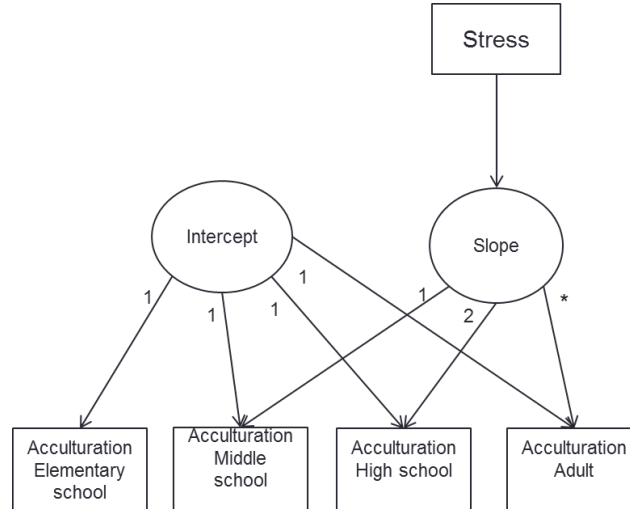 Stress
Intercept
Slope
1
1
1
1
1
2
*
Acculturation
Elementary
school
Acculturation
Middle
school
Acculturation
High school
Acculturation
Adult